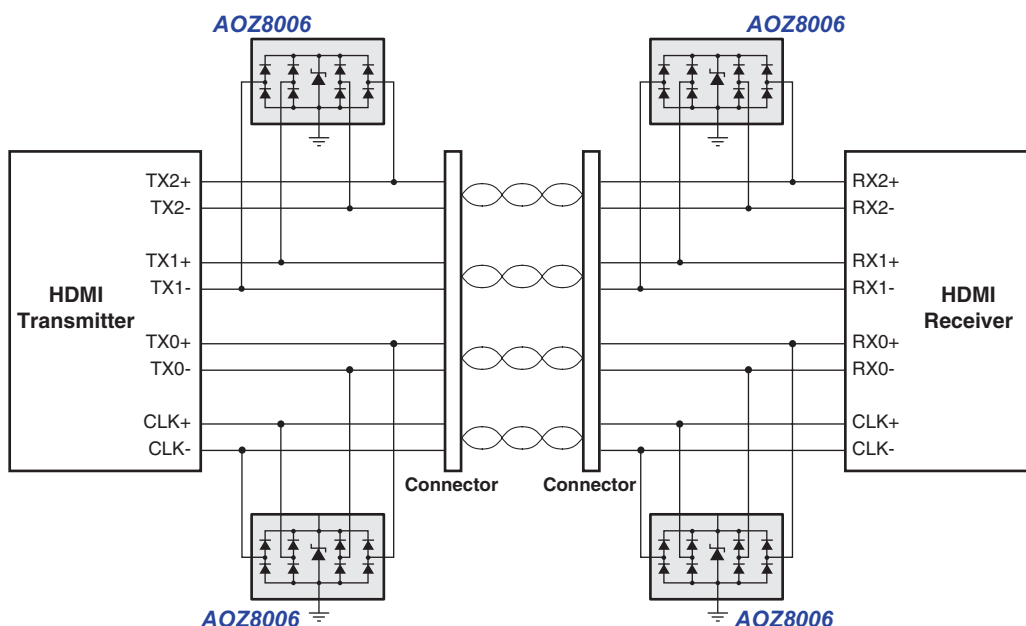 AOZ8006
AOZ8006
HDMI
Transmitter
TX2+
TX2-
TX1+
TX1-
TX0+
TX0-
CLK+
CLK-
Connector
Connector
RX2+
RX2-
RX1+
RX1-
RX0+
RX0-
CLK+
CLK-
HDMI
Receiver
AOZ8006
AOZ8006